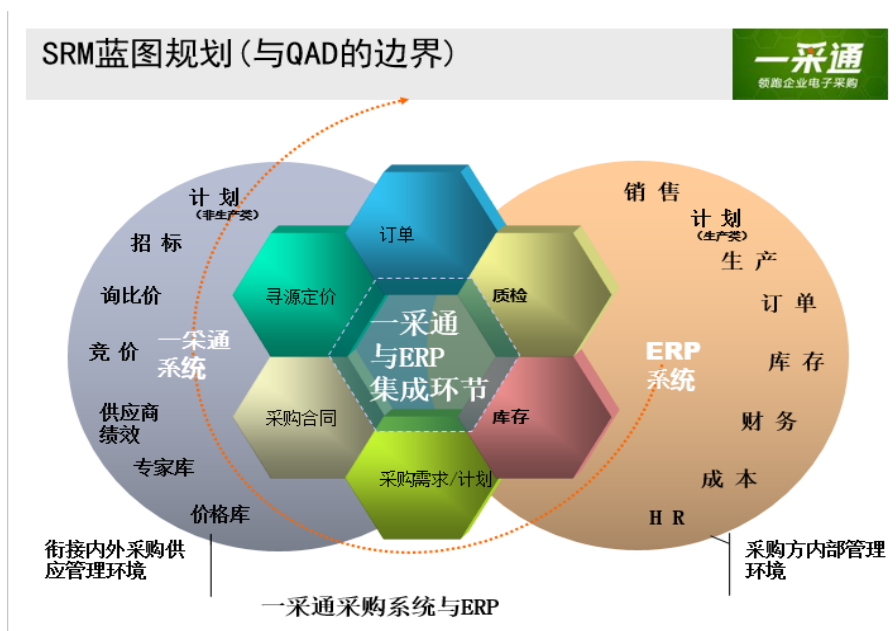 SRM蓝图规划(与QAD的边界)
一采通
领跑企业电子采购
计 划
(非生产类)
招 标
询比价
竞 价
供应商
绩效
专家库
价格库
一采通
系统
订单
寻源定价
质检
一采通
与ERP
集成环节
采购合同
库存
采购需求/计划
ERP
系统
销 售
计 划
(生产类)
生 产
订 单
库 存
财 务
成 本
H R
衔接内外采购供
应管理环境
采购方内部管理
环境
一采通采购系统与ERP